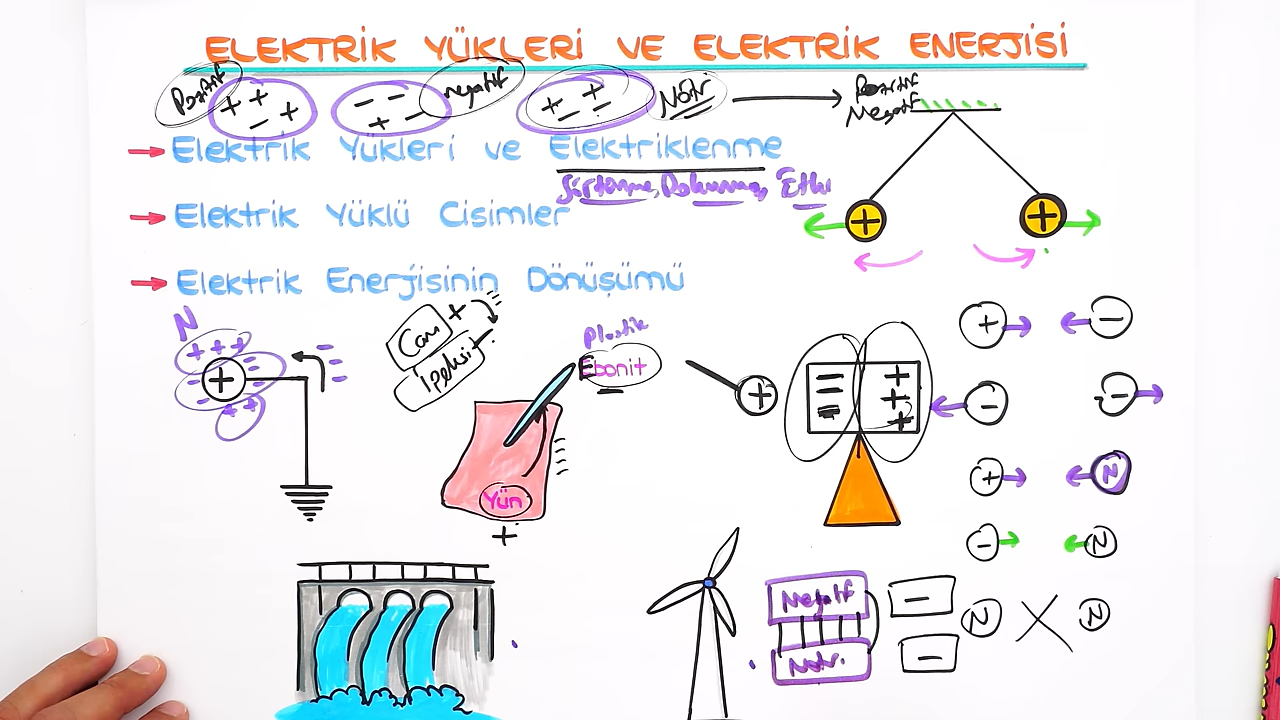 ELEKTRİK YÜKLERİ VE ELEKTRİK ENERJİSİ
Pozitif + + + −
− − + − negatif
+ + − − Nötr
Pozitif
Negatif
→ Elektrik Yükleri ve Elektriklenme
Sürtünme, Dokunma, Etki
→ Elektrik Yüklü Cisimler
+ +
→ Elektrik Enerjisinin Dönüşümü
N
+ + +
+
+ +
Cam +
İpek −
Plastik
Ebonit
Yün
+
+
− +
− +
− +
+ −
− −
+ N
− N
N N
Negatif −
Nötr. −